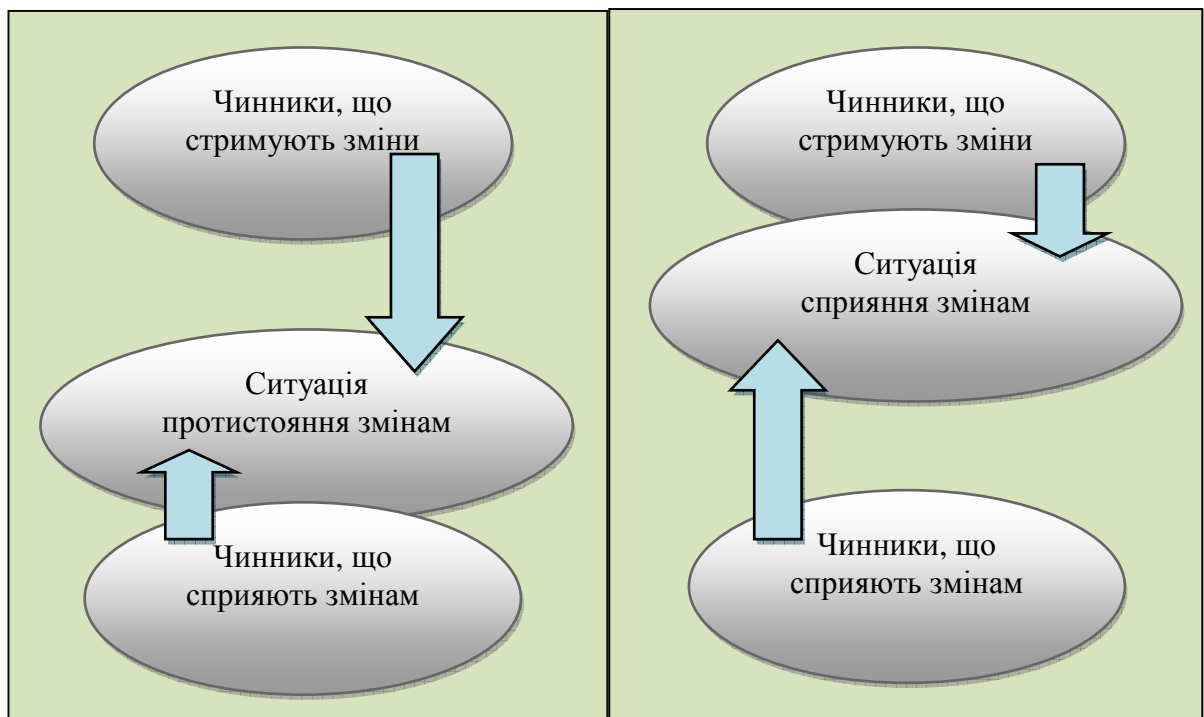 Чинники, що
стримують зміни
Ситуація
протистояння змінам
Чинники, що
сприяють змінам
Чинники, що
стримують зміни
Ситуація
сприяння змінам
Чинники, що
сприяють змінам